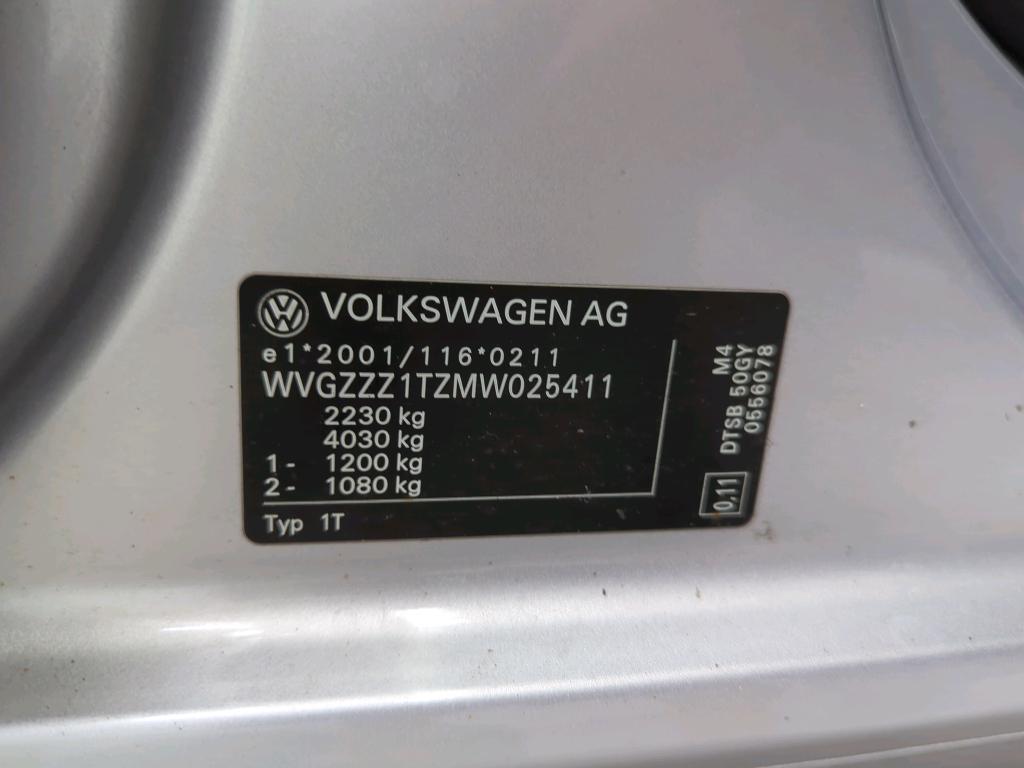 VOLKSWAGEN AG
e1*2001/116*0211
WVGZZZ1TZMW025411
2230 kg
4030 kg
1- 1200 kg
2- 1080 kg
Typ 1T
M4
DTSB 50GY
0556078
0,11